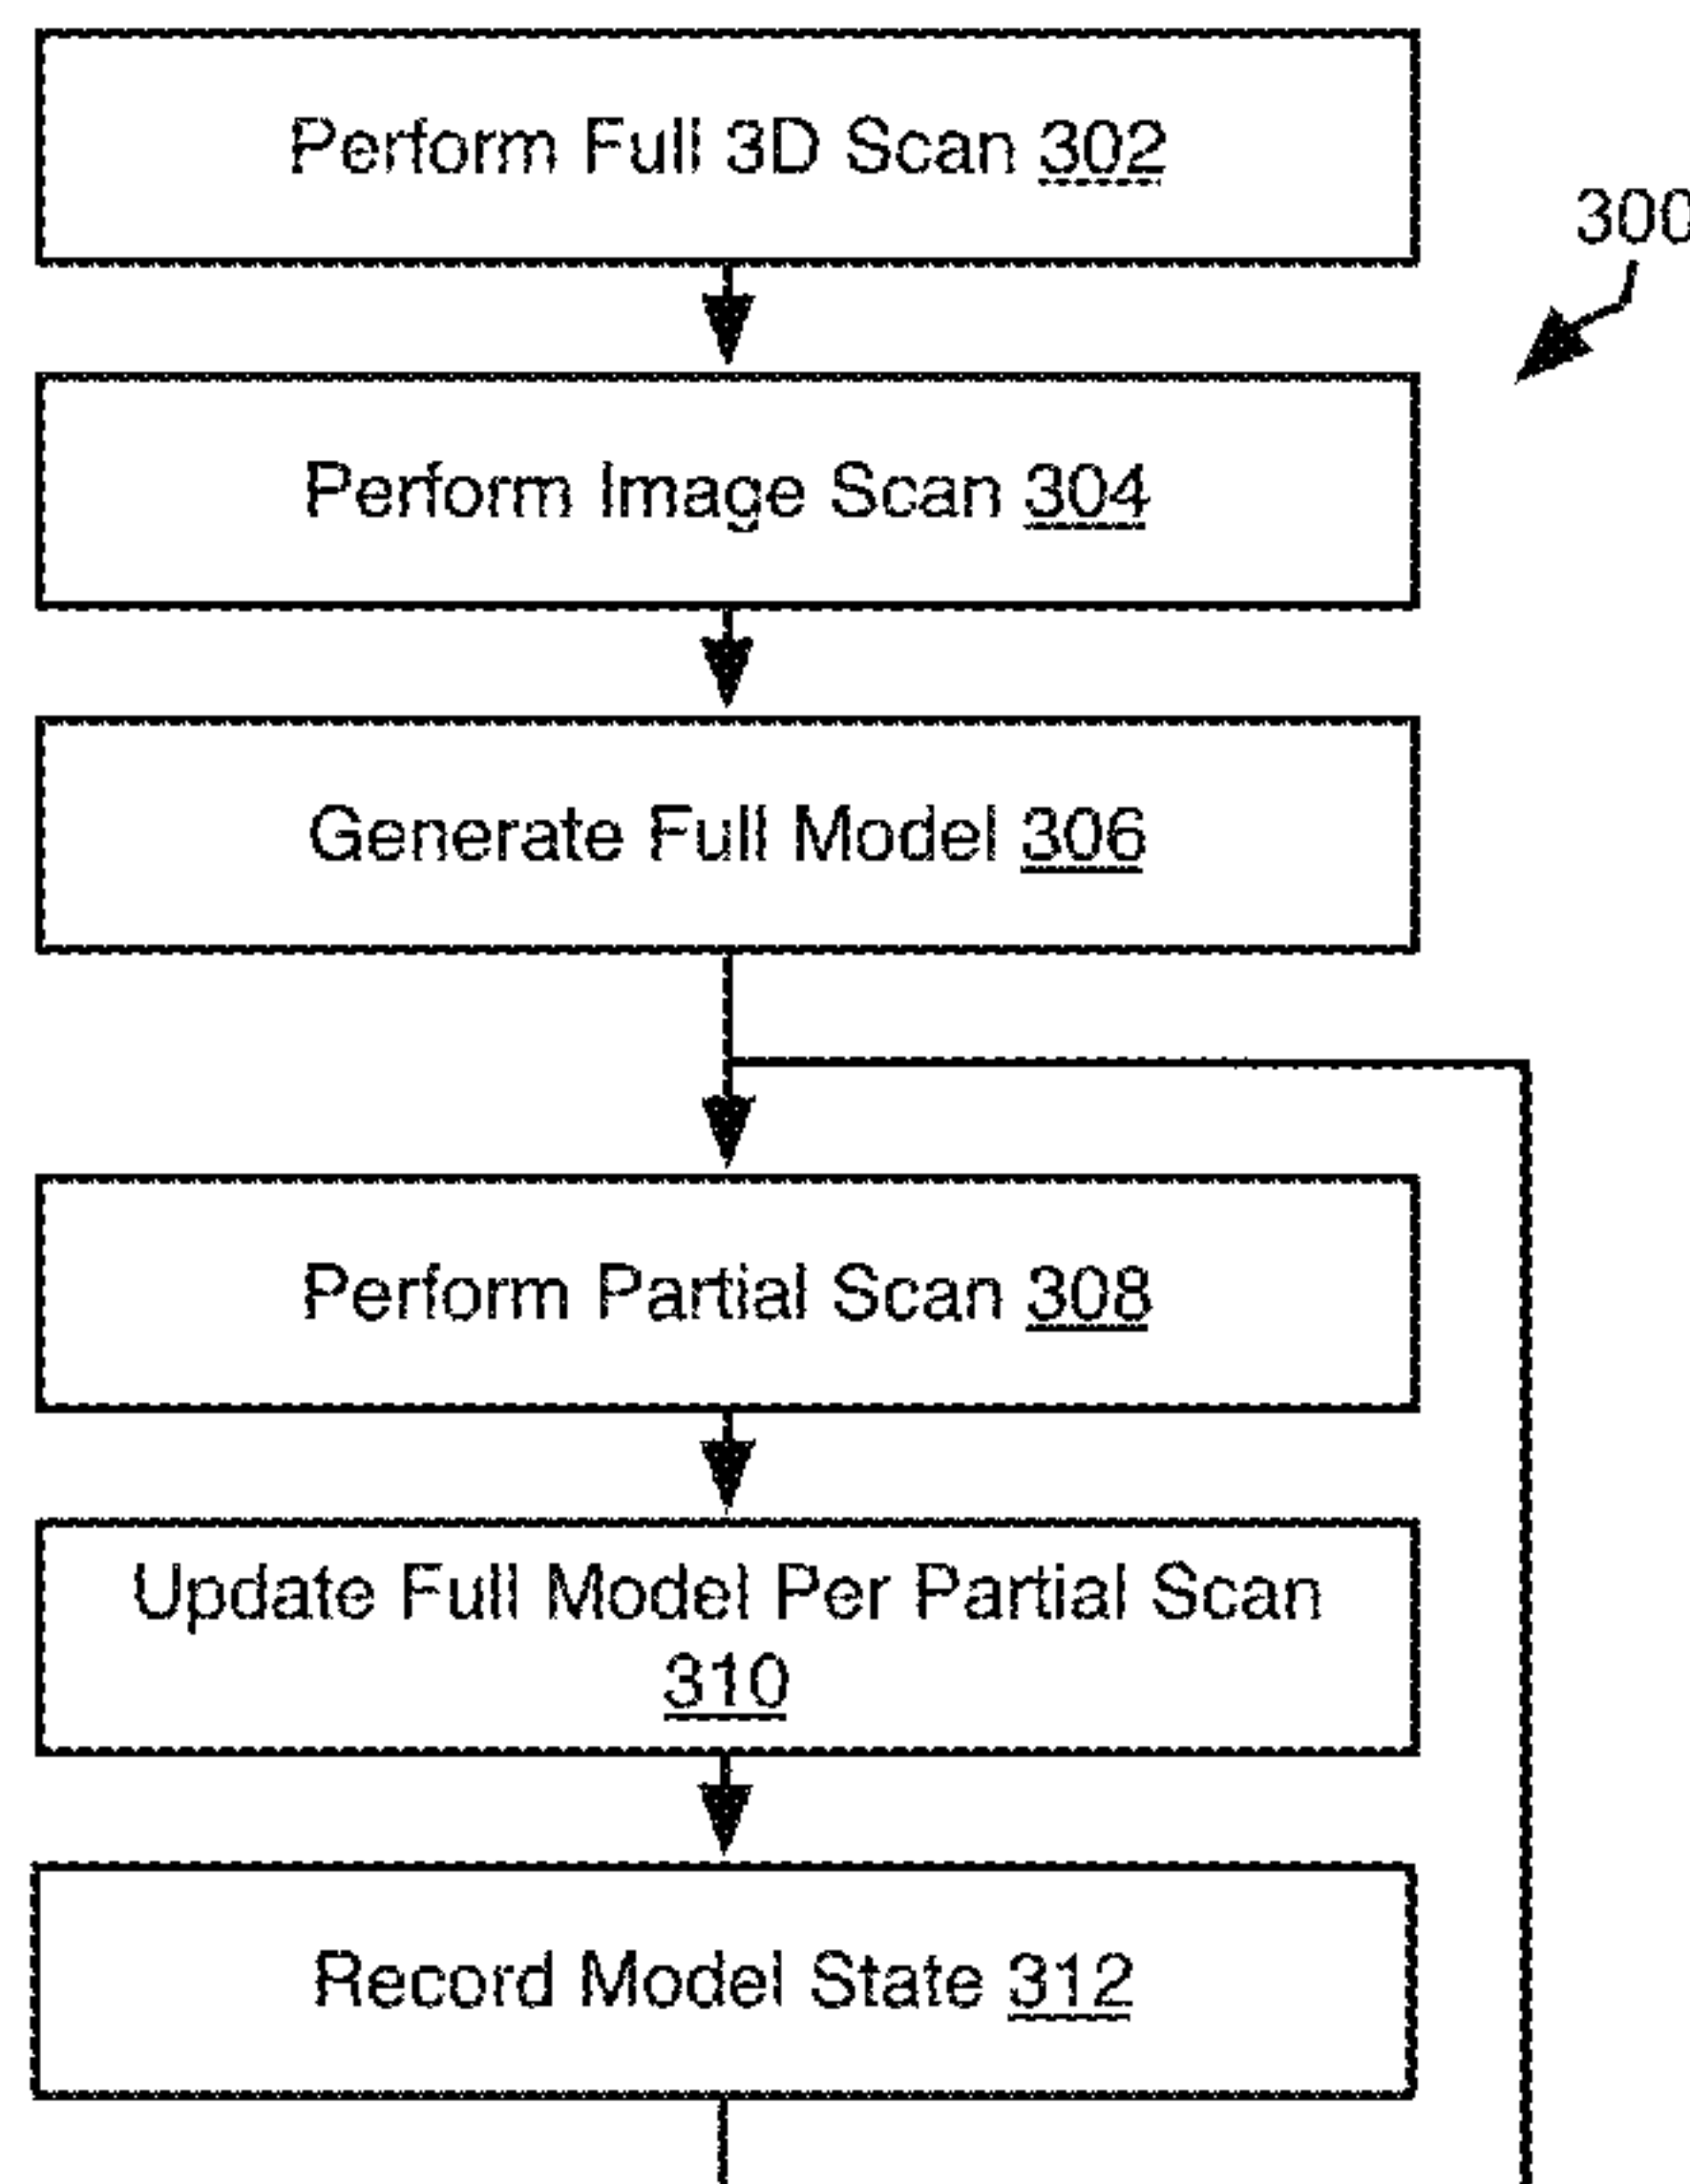 Perform Full 3D Scan 302
300
Perform Image Scan 304
Generate Full Model 306
Perform Partial Scan 308
Update Full Model Per Partial Scan
310
Record Model State 312